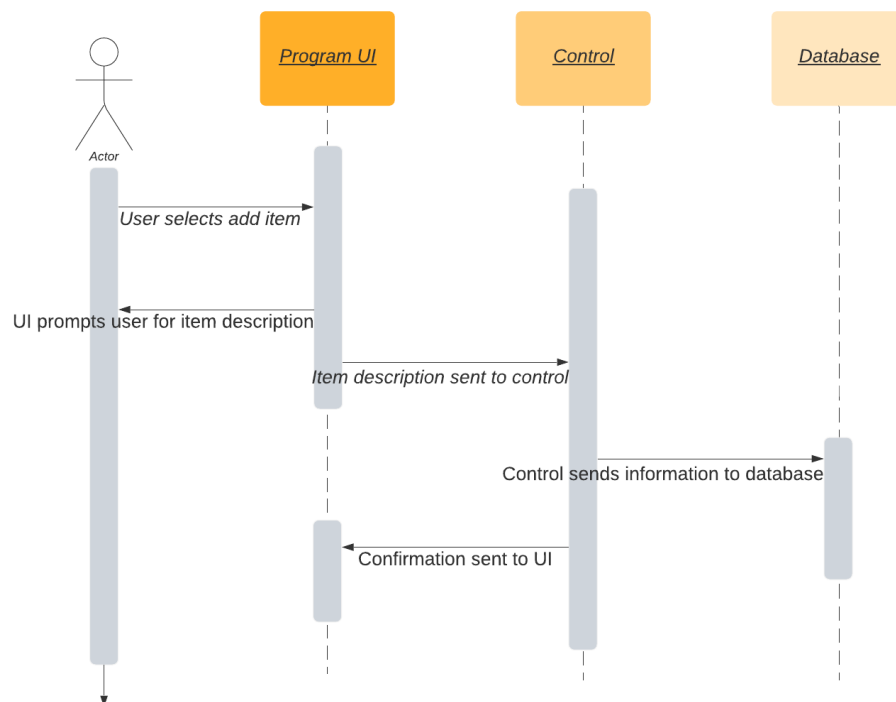 Program UI
Control
Database
Actor
User selects add item
UI prompts user for item description
Item description sent to control
Control sends information to database
Confirmation sent to UI